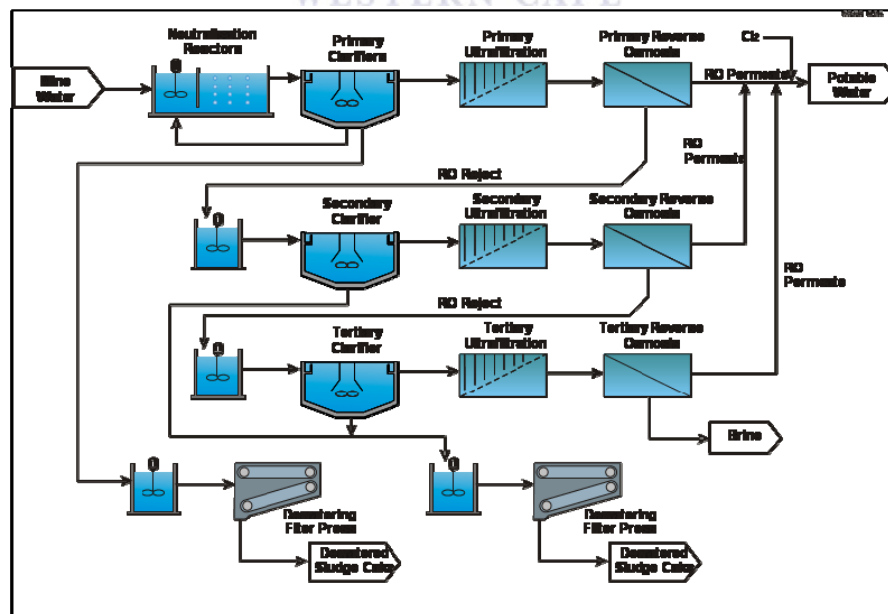 WESTERN CAPE
Neutralisation
Reactors
Primary
Clarifiers
Primary
Ultrafiltration
Primary Reverse
Osmosis
Cl₂
Mine
Water
RO Permeate
Potable
Water
RO
Permeate
RO Reject
Secondary
Clarifier
Secondary
Ultrafiltration
Secondary Reverse
Osmosis
RO
Permeate
RO Reject
Tertiary
Clarifier
Tertiary
Ultrafiltration
Tertiary Reverse
Osmosis
Brine
Dewatering
Filter Press
Dewatering
Filter Press
Dewatered
Sludge Cake
Dewatered
Sludge Cake